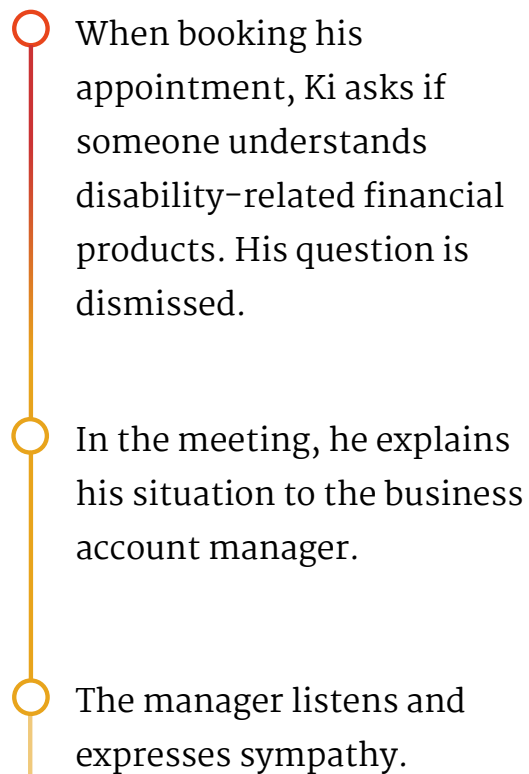 When booking his
appointment, Ki asks if
someone understands
disability-related financial
products. His question is
dismissed.
In the meeting, he explains
his situation to the business
account manager.
The manager listens and
expresses sympathy.